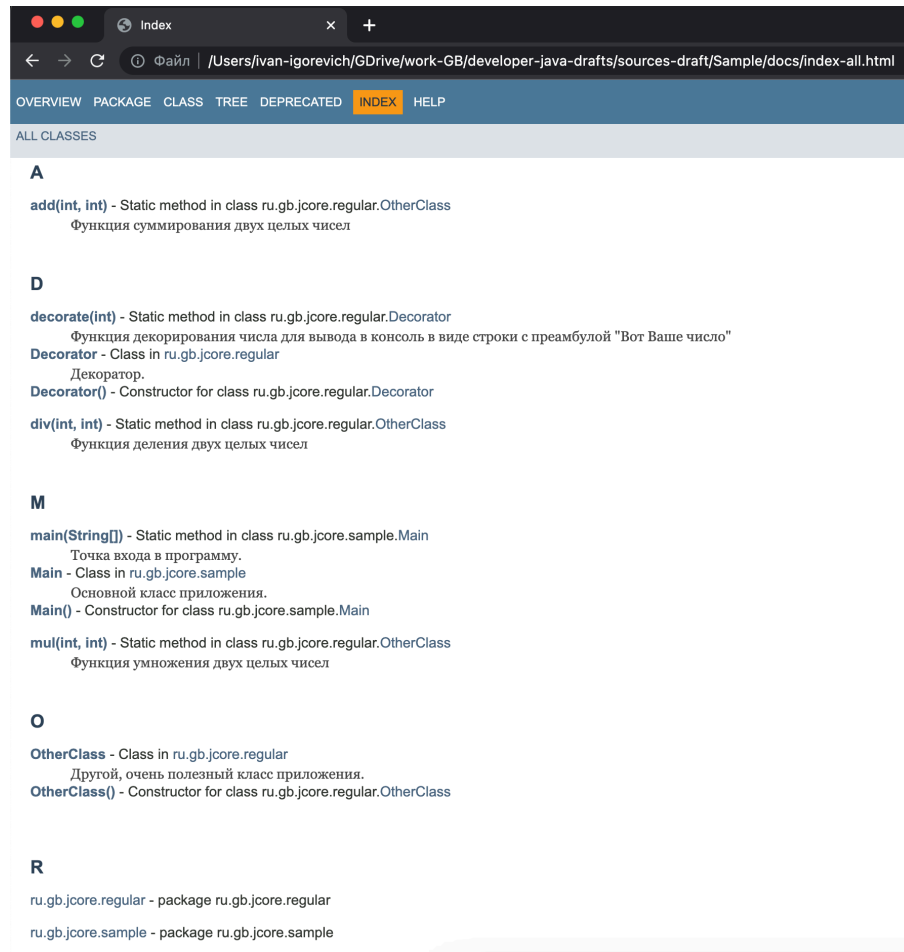 Index
Файл | /Users/ivan-igorevich/GDrive/work-GB/developer-java-drafts/sources-draft/Sample/docs/index-all.html
OVERVIEW PACKAGE CLASS TREE DEPRECATED INDEX HELP
ALL CLASSES
A
add(int, int) - Static method in class ru.gb.jcore.regular.OtherClass
Функция суммирования двух целых чисел
D
decorate(int) - Static method in class ru.gb.jcore.regular.Decorator
Функция декорирования числа для вывода в консоль в виде строки с преамбулой "Вот Ваше число"
Decorator - Class in ru.gb.jcore.regular
Декоратор.
Decorator() - Constructor for class ru.gb.jcore.regular.Decorator
div(int, int) - Static method in class ru.gb.jcore.regular.OtherClass
Функция деления двух целых чисел
M
main(String[]) - Static method in class ru.gb.jcore.sample.Main
Точка входа в программу.
Main - Class in ru.gb.jcore.sample
Основной класс приложения.
Main() - Constructor for class ru.gb.jcore.sample.Main
mul(int, int) - Static method in class ru.gb.jcore.regular.OtherClass
Функция умножения двух целых чисел
O
OtherClass - Class in ru.gb.jcore.regular
Другой, очень полезный класс приложения.
OtherClass() - Constructor for class ru.gb.jcore.regular.OtherClass
R
ru.gb.jcore.regular - package ru.gb.jcore.regular
ru.gb.jcore.sample - package ru.gb.jcore.sample